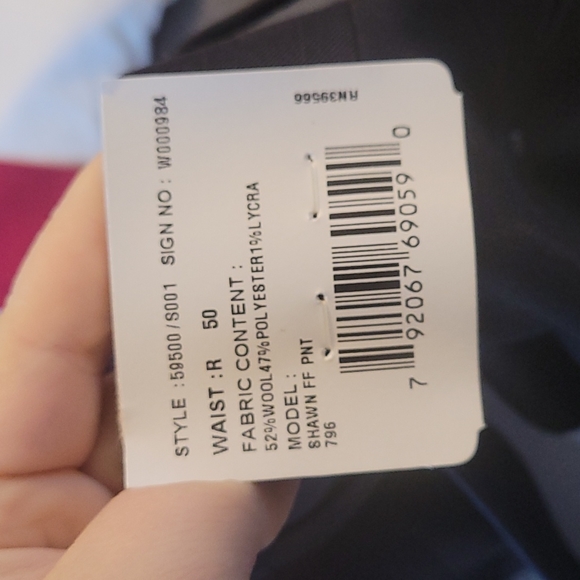 STYLE : 59500 / S001 SIGN NO : W000984
WAIST : R 50
FABRIC CONTENT :
52%WOOL47%POLYESTER1%LYCRA
MODEL :
SHAWN FF PNT
796
7 92067 69059 0
RN39566